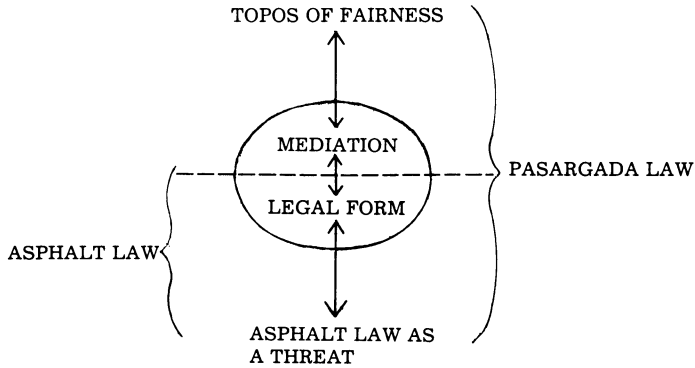 TOPOS OF FAIRNESS
MEDIATION
PASARGADA LAW
LEGAL FORM
ASPHALT LAW
ASPHALT LAW AS
A THREAT